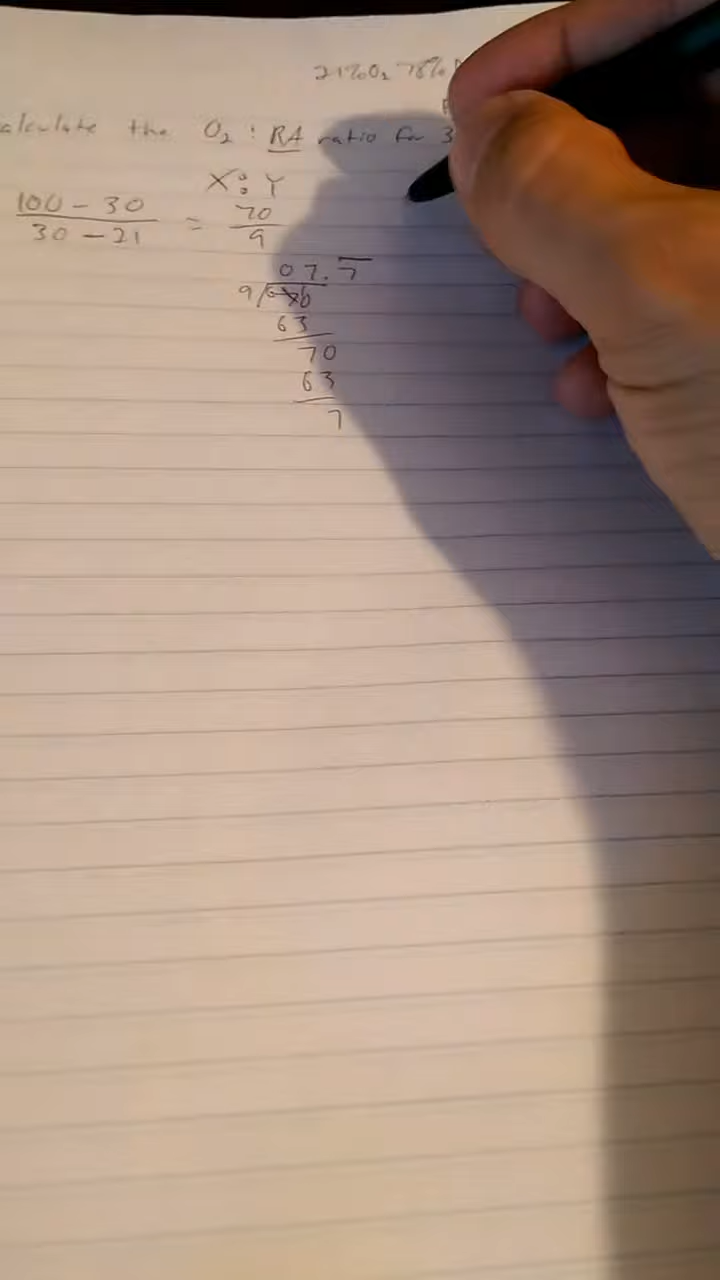 21%O₂ 78%
alculate the O₂ : RA ratio for 3
X : Y
100 - 30 / 30 - 21 = 70 / 9
07.7̅
9
63
70
63
7